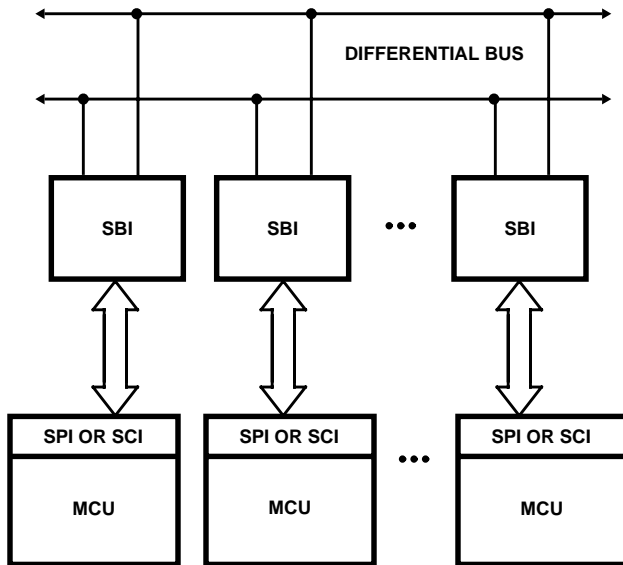 DIFFERENTIAL BUS
SBI SBI ••• SBI
SPI OR SCI SPI OR SCI SPI OR SCI
•••
MCU MCU MCU